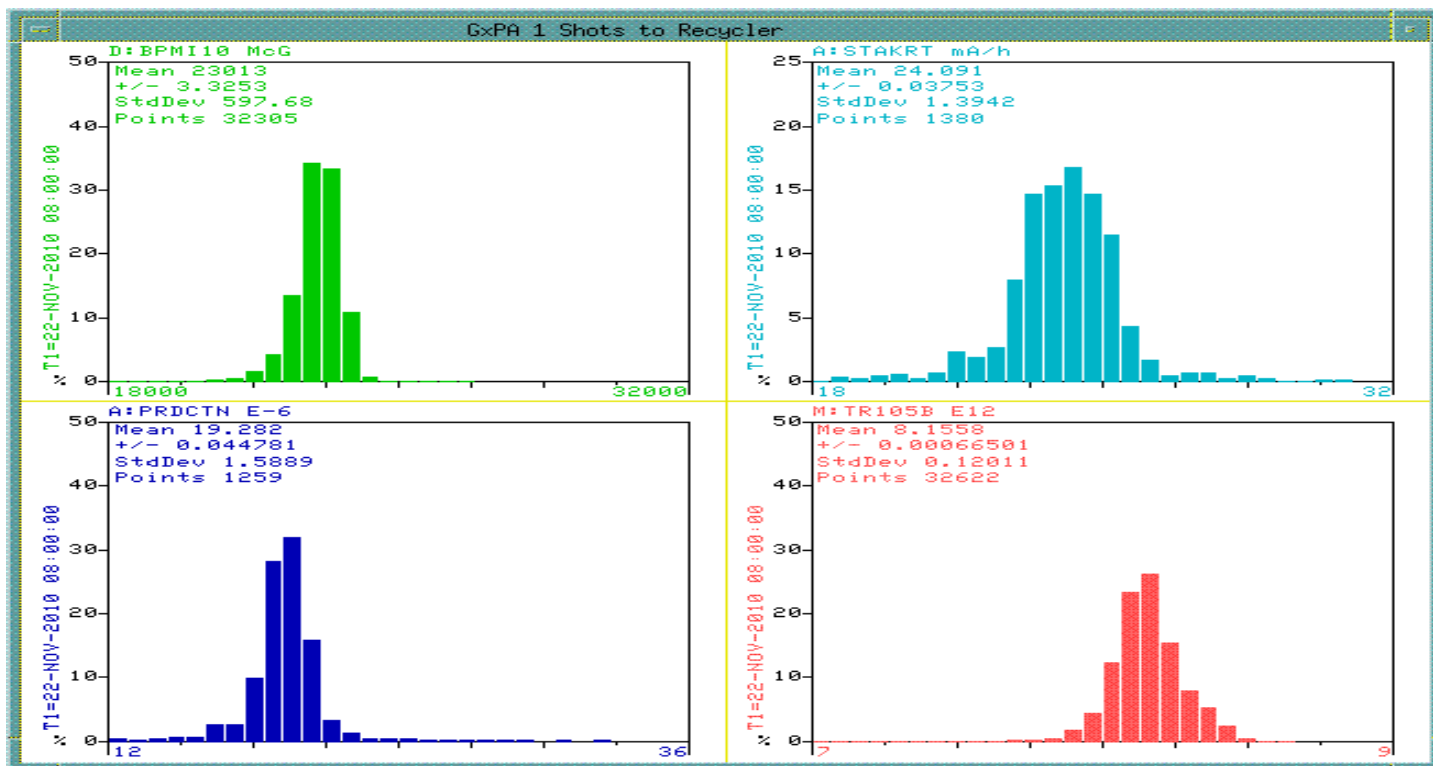 GxPA 1 Shots to Recycler
D:BPMI10 McG
Mean 23013
+/- 3.3253
StdDev 597.68
Points 32305
50
40
30
20
10
% 0
18000 32000
T1=22-NOV-2010 08:00:00
A:STAKRT mA/h
Mean 24.091
+/- 0.03753
StdDev 1.3942
Points 1380
25
20
15
10
5
% 0
18 32
T1=22-NOV-2010 08:00:00
A:PRDCTN E-6
Mean 19.282
+/- 0.044781
StdDev 1.5889
Points 1259
50
40
30
20
10
% 0
12 36
T1=22-NOV-2010 08:00:00
M:TR105B E12
Mean 8.1558
+/- 0.00066501
StdDev 0.12011
Points 32622
50
40
30
20
10
% 0
7 9
T1=22-NOV-2010 08:00:00